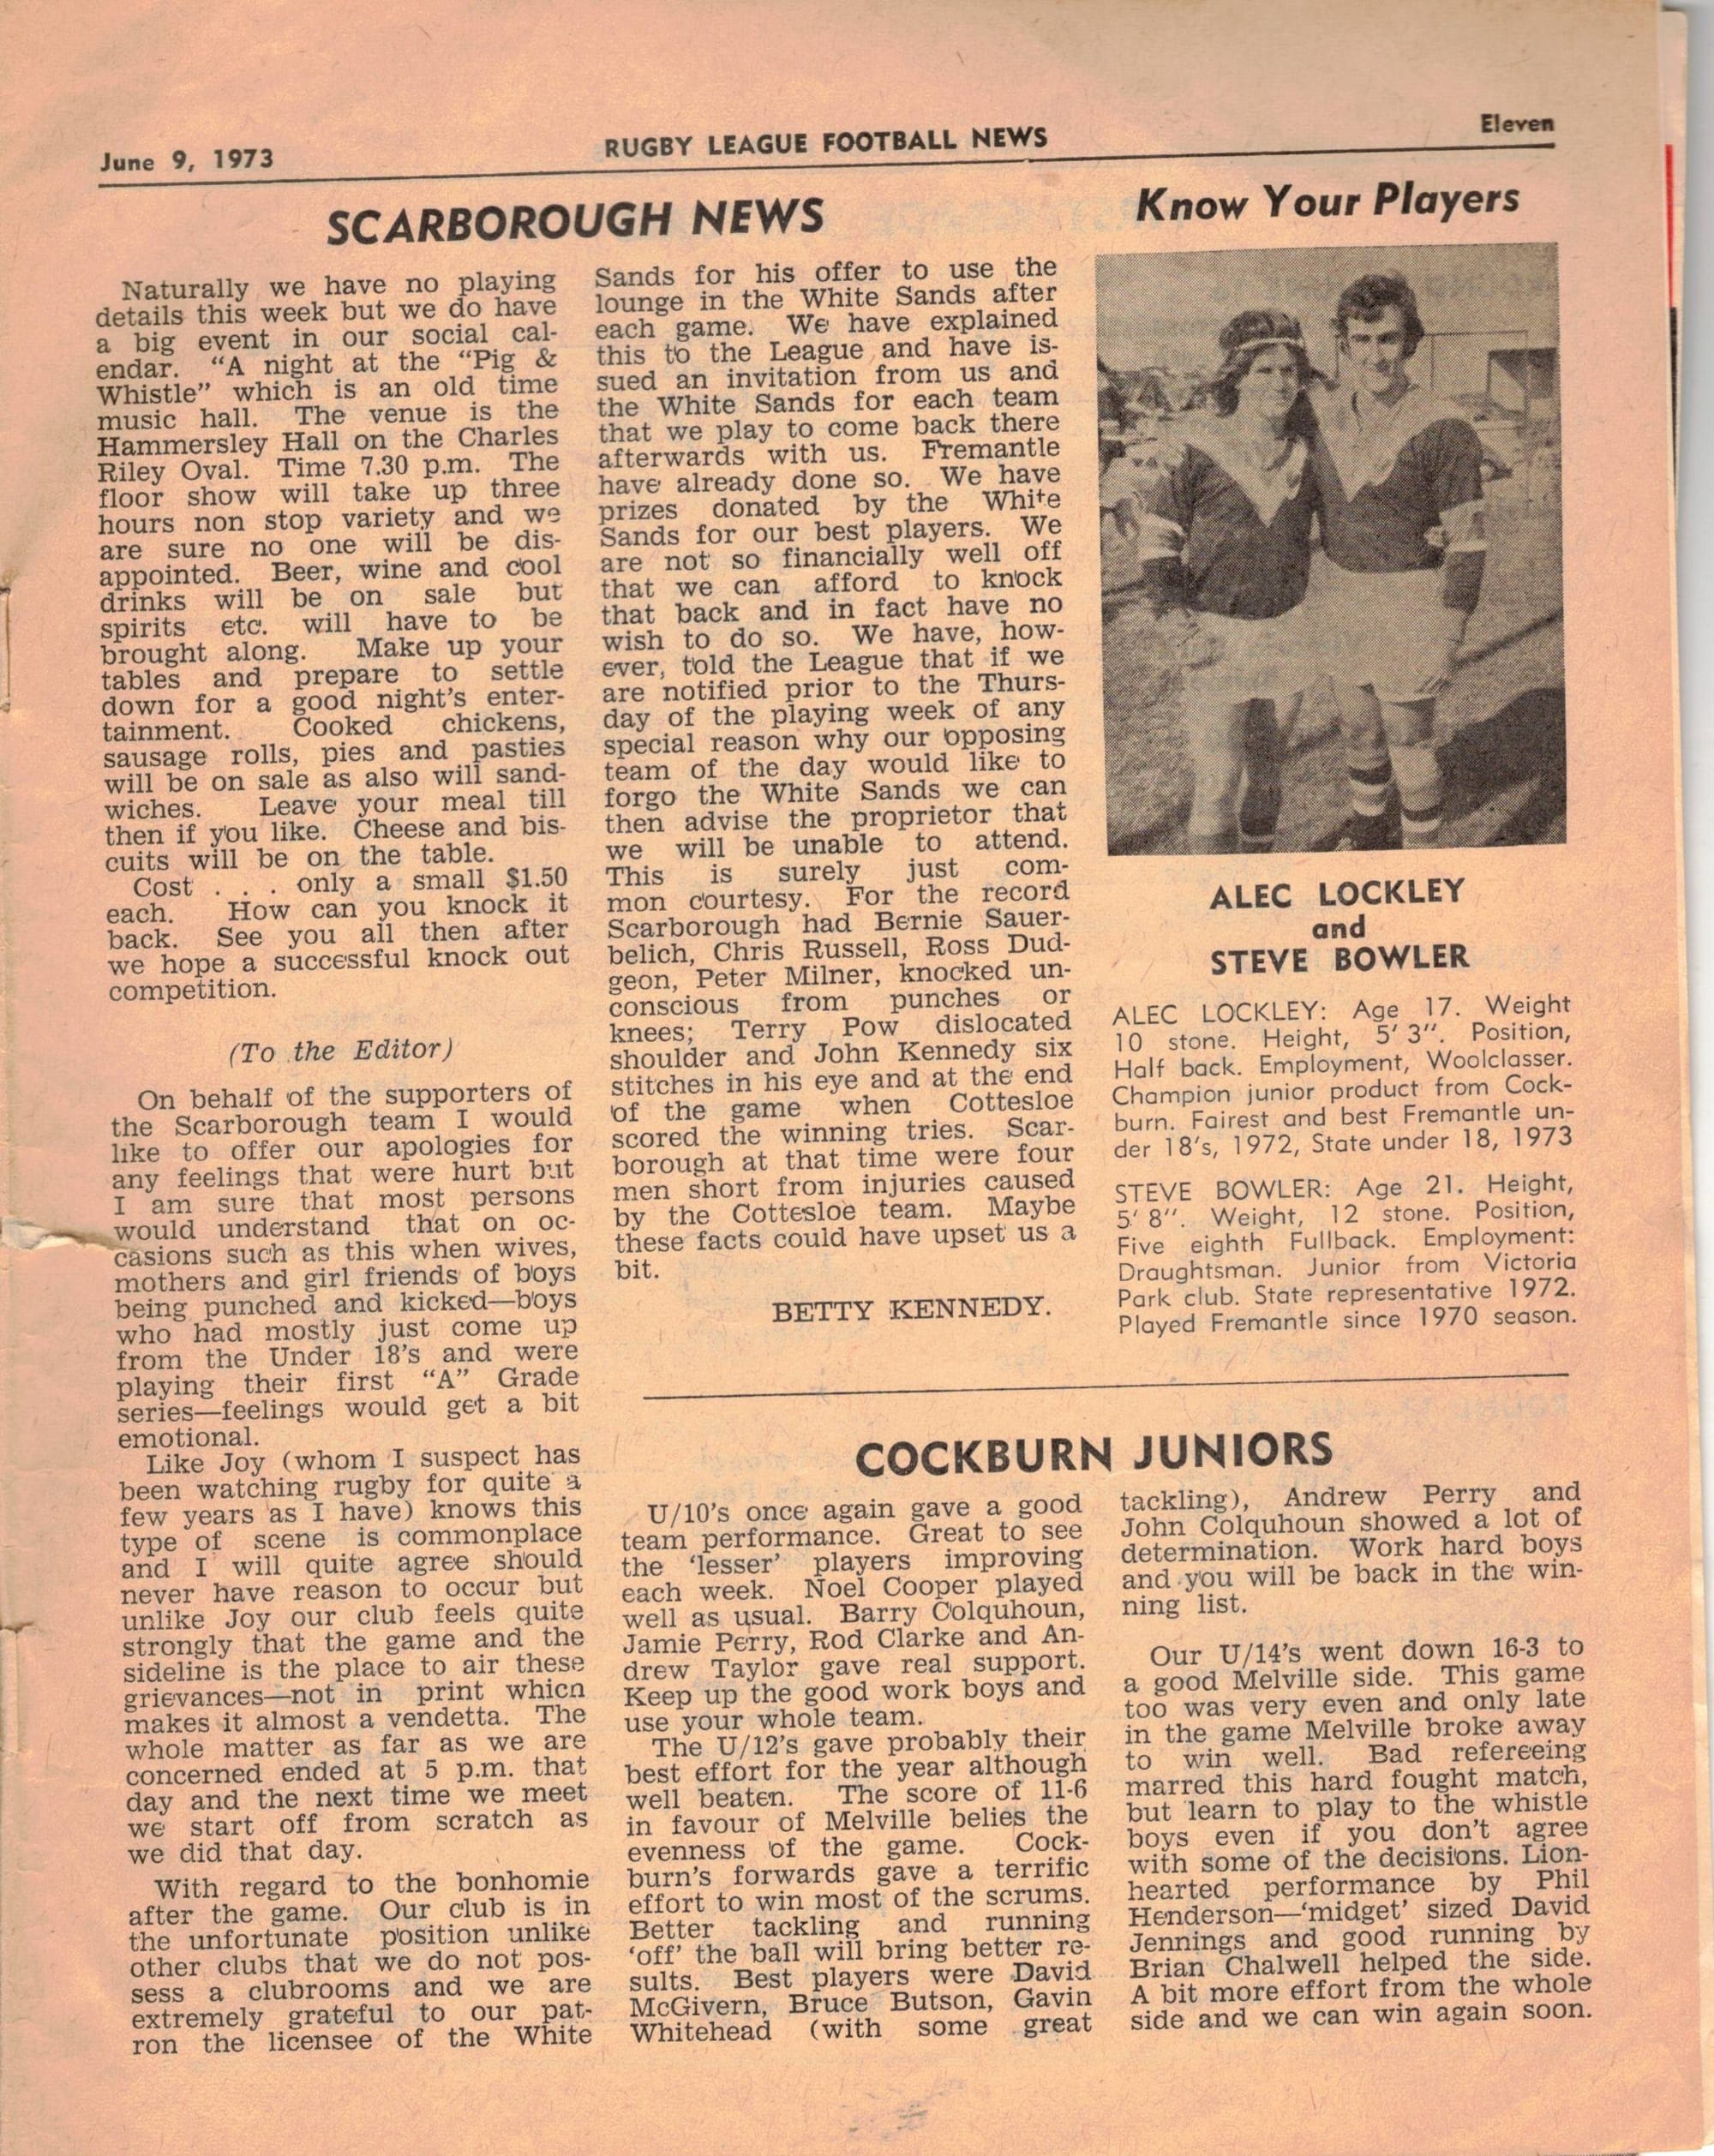 June 9, 1973
RUGBY LEAGUE FOOTBALL NEWS
Eleven
SCARBOROUGH NEWS
Naturally we have no playing
details this week but we do have
a big event in our social cal-
endar. "A night at the "Pig &
Whistle" which is an old time
music hall. The venue is the
Hammersley Hall on the Charles
Riley Oval. Time 7.30 p.m. The
floor show will take up three
hours non stop variety and we
are sure no one will be dis-
appointed. Beer, wine and cool
drinks will be on sale but
spirits etc. will have to be
brought along. Make up your
tables and prepare to settle
down for a good night's enter-
tainment. Cooked chickens,
sausage rolls, pies and pasties
will be on sale as also will sand-
wiches. Leave your meal till
then if you like. Cheese and bis-
cuits will be on the table.
Cost . . . only a small $1.50
each. How can you knock it
back. See you all then after
we hope a successful knock out
competition.
(To the Editor)
On behalf of the supporters of
the Scarborough team I would
like to offer our apologies for
any feelings that were hurt but
I am sure that most persons
would understand that on oc-
casions such as this when wives,
mothers and girl friends of boys
being punched and kicked—boys
who had mostly just come up
from the Under 18's and were
playing their first "A" Grade
series—feelings would get a bit
emotional.
Like Joy (whom I suspect has
been watching rugby for quite a
few years as I have) knows this
type of scene is commonplace
and I will quite agree should
never have reason to occur but
unlike Joy our club feels quite
strongly that the game and the
sideline is the place to air these
grievances—not in print which
makes it almost a vendetta. The
whole matter as far as we are
concerned ended at 5 p.m. that
day and the next time we meet
we start off from scratch as
we did that day.
With regard to the bonhomie
after the game. Our club is in
the unfortunate position unlike
other clubs that we do not pos-
sess a clubrooms and we are
extremely grateful to our pat-
ron the licensee of the White
Sands for his offer to use the
lounge in the White Sands after
each game. We have explained
this to the League and have is-
sued an invitation from us and
the White Sands for each team
that we play to come back there
afterwards with us. Fremantle
have already done so. We have
prizes donated by the White
Sands for our best players. We
are not so financially well off
that we can afford to knock
that back and in fact have no
wish to do so. We have, how-
ever, told the League that if we
are notified prior to the Thurs-
day of the playing week of any
special reason why our opposing
team of the day would like to
forgo the White Sands we can
then advise the proprietor that
we will be unable to attend.
This is surely just com-
mon courtesy. For the record
Scarborough had Bernie Sauer-
belich, Chris Russell, Ross Dud-
geon, Peter Milner, knocked un-
conscious from punches or
knees; Terry Pow dislocated
shoulder and John Kennedy six
stitches in his eye and at the end
of the game when Cottesloe
scored the winning tries. Scar-
borough at that time were four
men short from injuries caused
by the Cottesloe team. Maybe
these facts could have upset us a
bit.
BETTY KENNEDY.
Know Your Players
ALEC LOCKLEY
and
STEVE BOWLER
ALEC LOCKLEY: Age 17. Weight
10 stone. Height, 5' 3". Position,
Half back. Employment, Woolclasser.
Champion junior product from Cock-
burn. Fairest and best Fremantle un-
der 18's, 1972, State under 18, 1973
STEVE BOWLER: Age 21. Height,
5' 8". Weight, 12 stone. Position,
Five eighth Fullback. Employment:
Draughtsman. Junior from Victoria
Park club. State representative 1972.
Played Fremantle since 1970 season.
COCKBURN JUNIORS
U/10's once again gave a good
team performance. Great to see
the 'lesser' players improving
each week. Noel Cooper played
well as usual. Barry Colquhoun,
Jamie Perry, Rod Clarke and An-
drew Taylor gave real support.
Keep up the good work boys and
use your whole team.
The U/12's gave probably their
best effort for the year although
well beaten. The score of 11-6
in favour of Melville belies the
evenness of the game. Cock-
burn's forwards gave a terrific
effort to win most of the scrums.
Better tackling and running
'off' the ball will bring better re-
sults. Best players were David
McGivern, Bruce Butson, Gavin
Whitehead (with some great
tackling), Andrew Perry and
John Colquhoun showed a lot of
determination. Work hard boys
and you will be back in the win-
ning list.
Our U/14's went down 16-3 to
a good Melville side. This game
too was very even and only late
in the game Melville broke away
to win well. Bad refereeing
marred this hard fought match,
but learn to play to the whistle
boys even if you don't agree
with some of the decisions. Lion-
hearted performance by Phil
Henderson—'midget' sized David
Jennings and good running by
Brian Chalwell helped the side.
A bit more effort from the whole
side and we can win again soon.